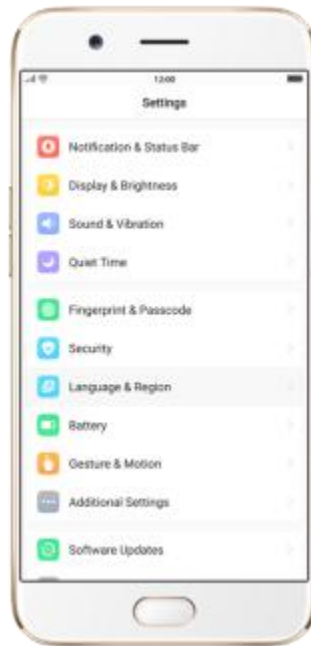 12:00
Settings
Notification & Status Bar
Display & Brightness
Sound & Vibration
Quiet Time
Fingerprint & Passcode
Security
Language & Region
Battery
Gesture & Motion
Additional Settings
Software Updates